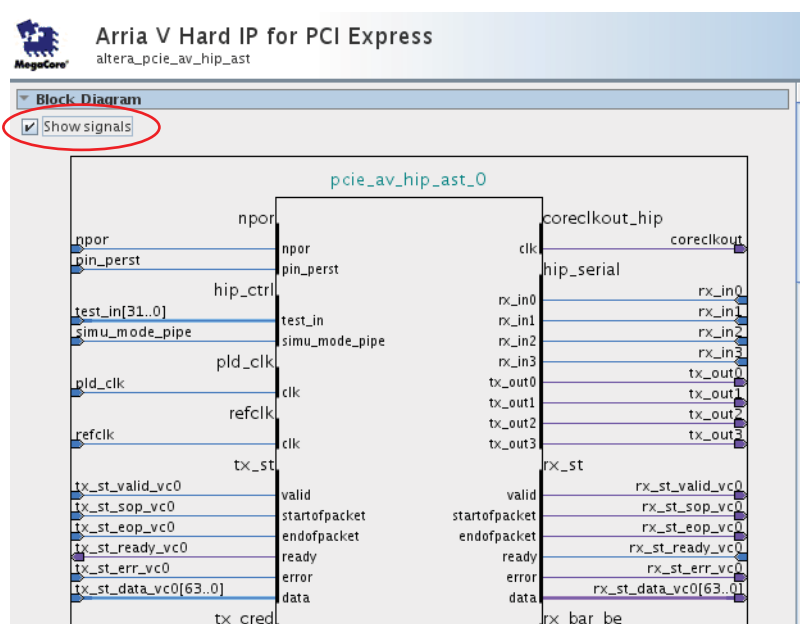 Arria V Hard IP for PCI Express
altera_pcie_av_hip_ast
MegaCore®
Block Diagram
Show signals
pcie_av_hip_ast_0
npor
npor
npor
pin_perst
pin_perst
hip_ctrl
test_in[31..0]
test_in
simu_mode_pipe
simu_mode_pipe
pld_clk
pld_clk
clk
refclk
refclk
clk
tx_st
tx_st_valid_vc0
valid
tx_st_sop_vc0
startofpacket
tx_st_eop_vc0
endofpacket
tx_st_ready_vc0
ready
tx_st_err_vc0
error
tx_st_data_vc0[63..0]
data
tx_cred
coreclkout_hip
coreclkout
clk
hip_serial
rx_in0
rx_in0
rx_in1
rx_in1
rx_in2
rx_in2
rx_in3
rx_in3
tx_out0
tx_out0
tx_out1
tx_out1
tx_out2
tx_out2
tx_out3
tx_out3
rx_st
rx_st_valid_vc0
valid
rx_st_sop_vc0
startofpacket
rx_st_eop_vc0
endofpacket
rx_st_ready_vc0
ready
rx_st_err_vc0
error
rx_st_data_vc0[63..0]
data
rx_bar_be